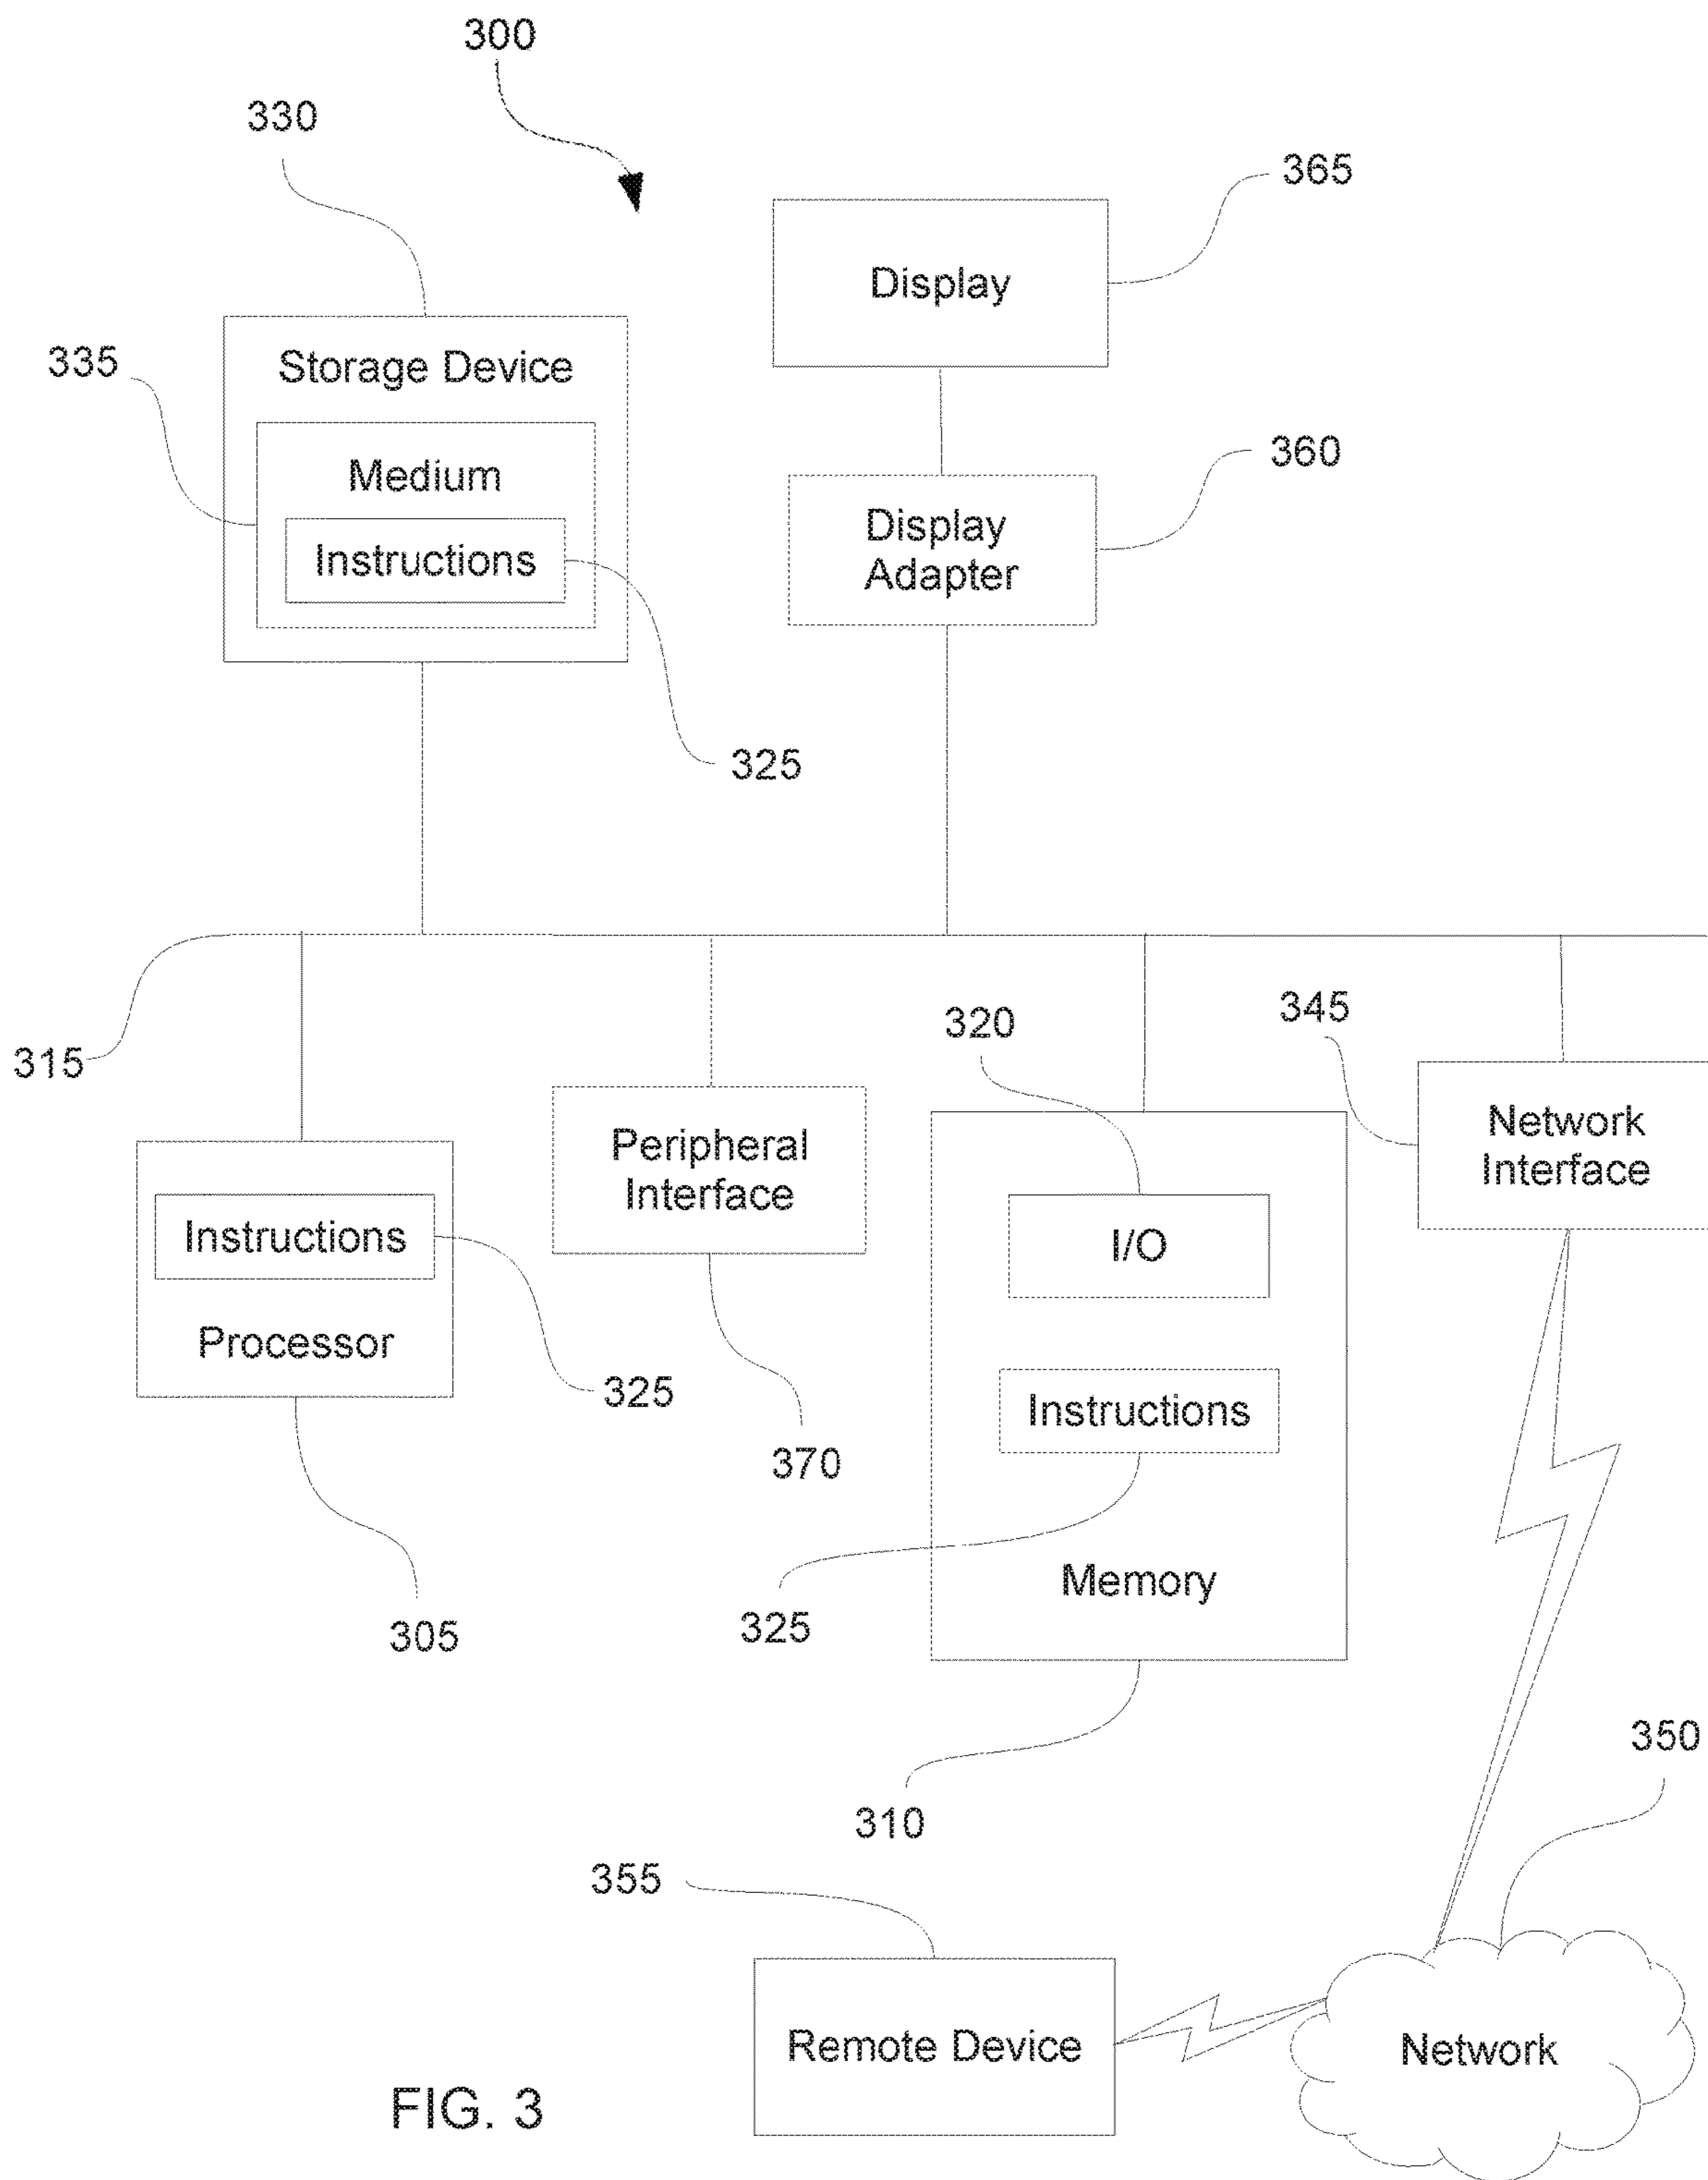 300
330
365
Display
335
Storage Device
360
Medium
Display
Adapter
Instructions
325
315
320
345
Network
Interface
Peripheral
Interface
Instructions
I/O
Processor
325
Instructions
370
Memory
325
305
350
310
355
Remote Device
Network
FIG. 3